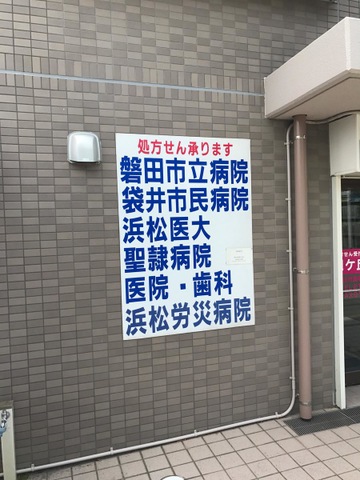 処方せん承ります
磐田市立病院
袋井市民病院
浜松医大
聖隷病院
医院・歯科
浜松労災病院